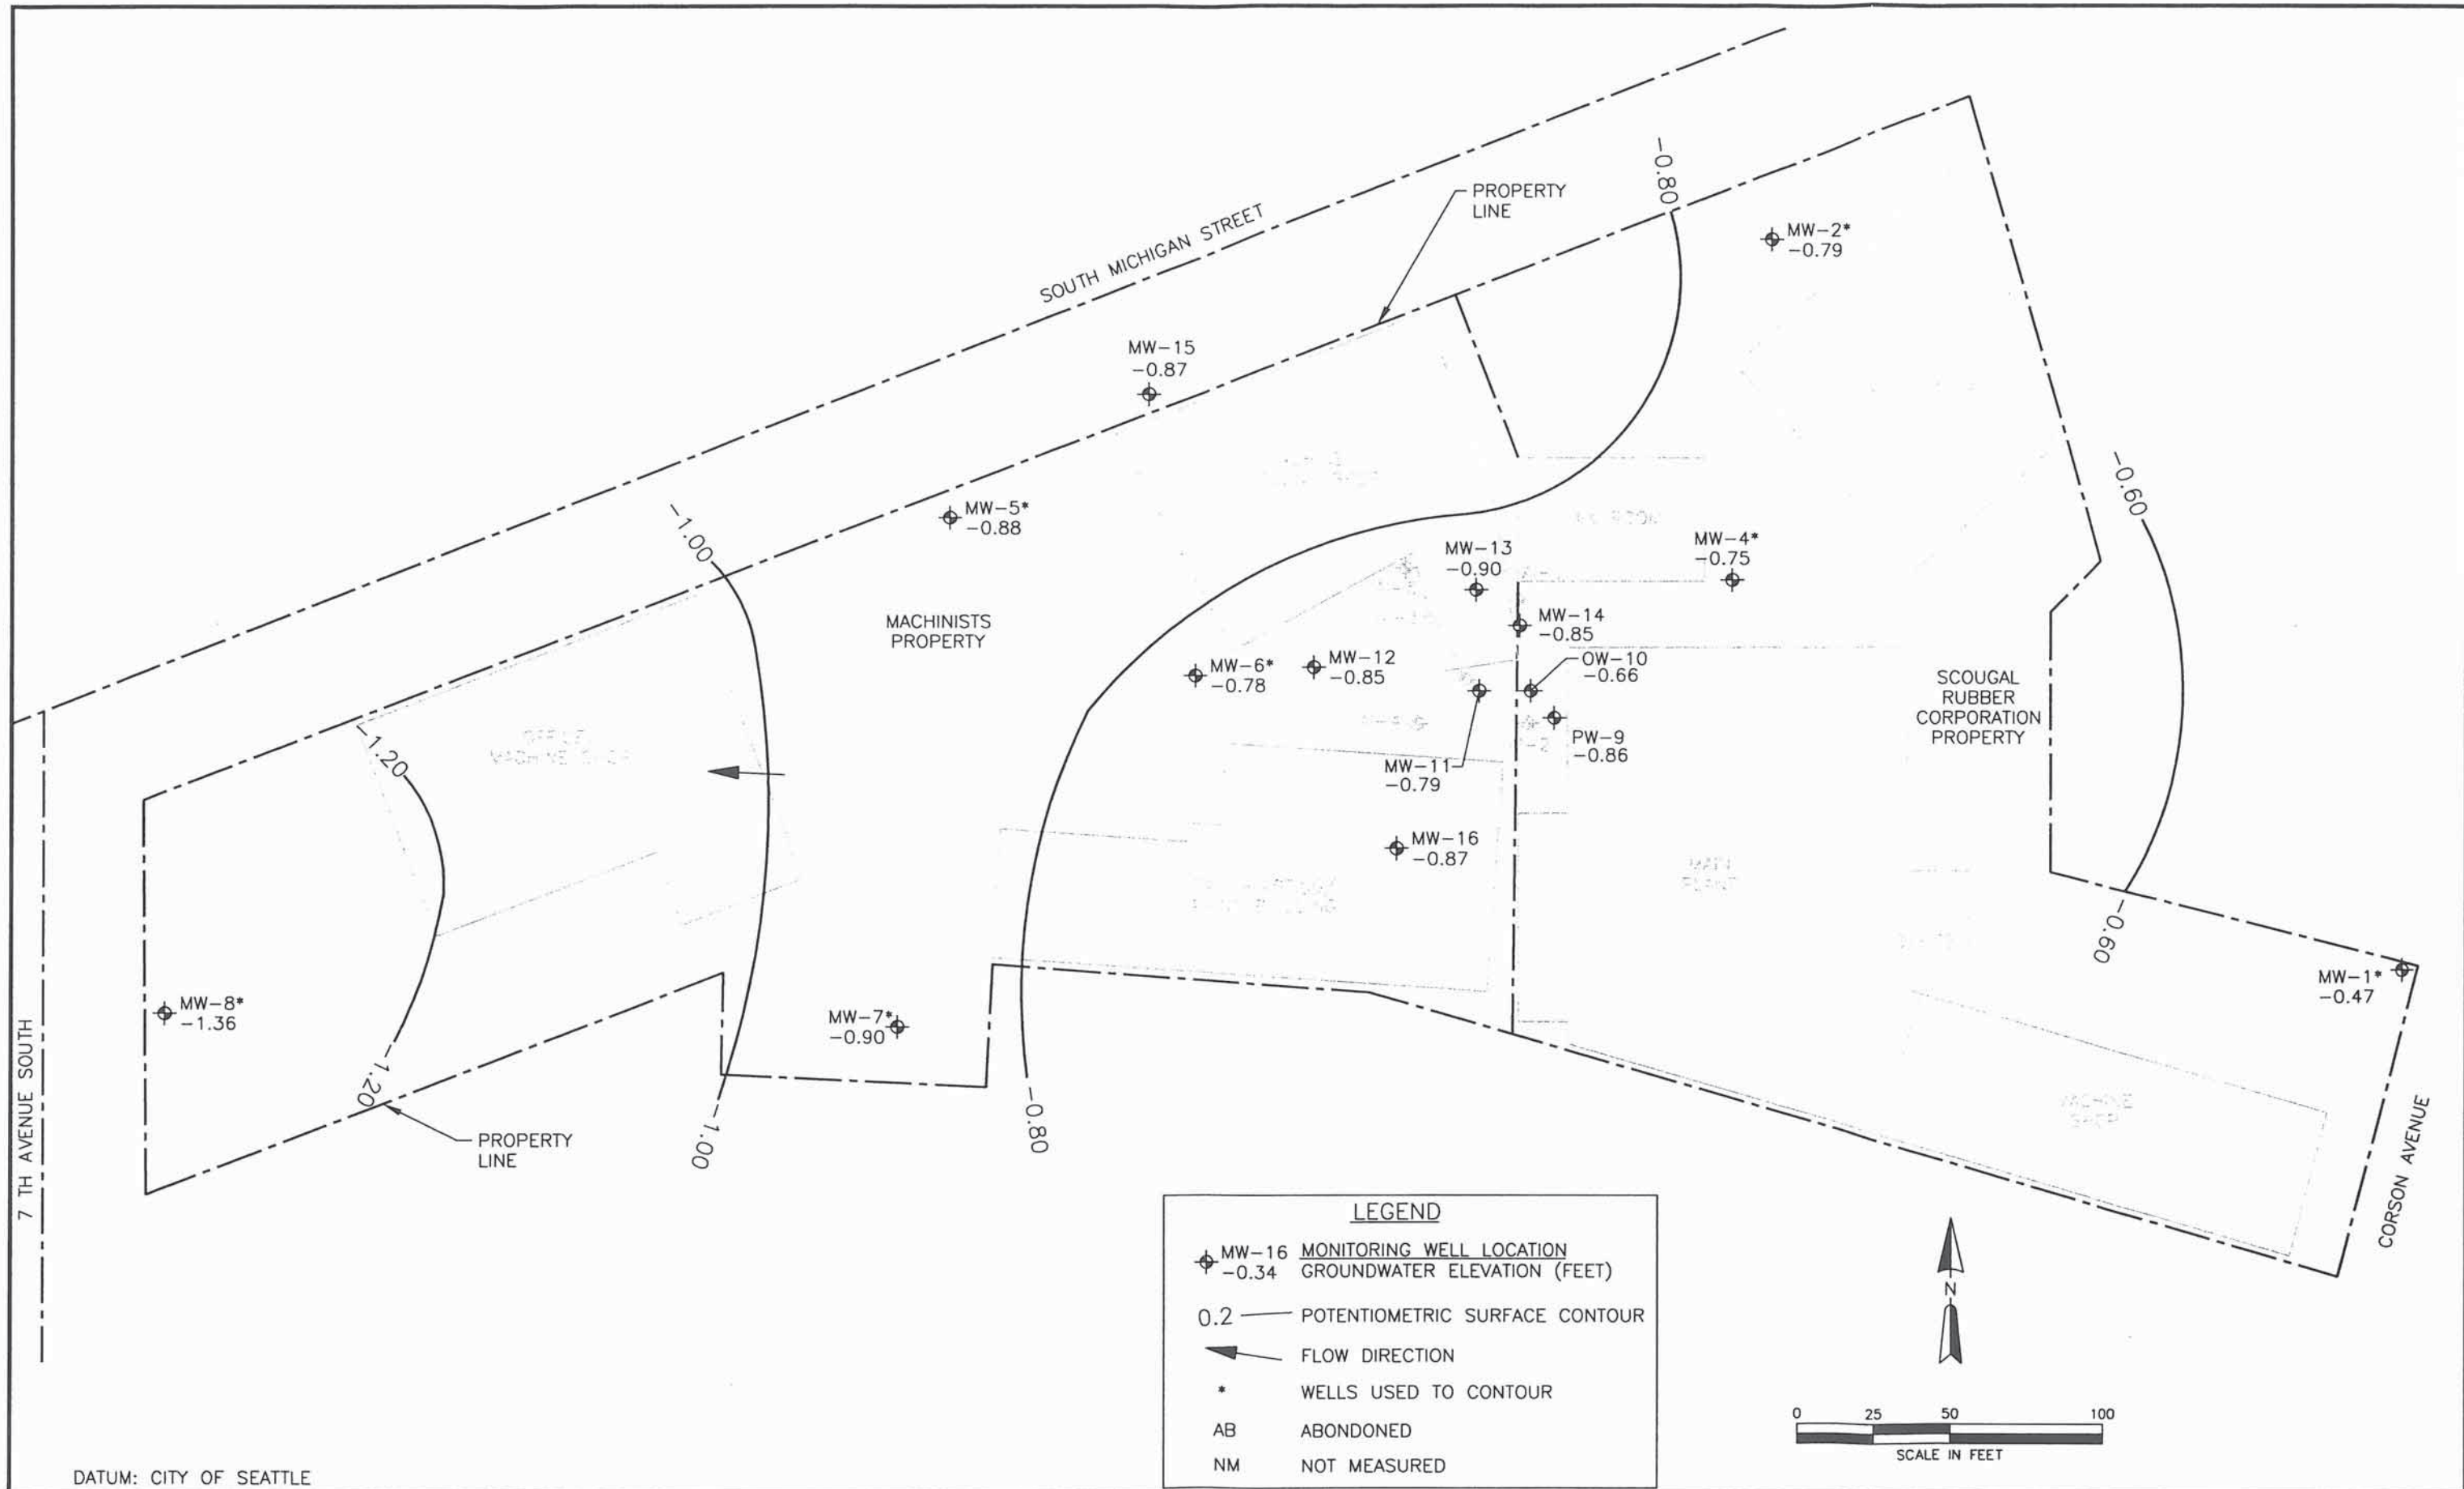 -0.80
PROPERTY
LINE
SOUTH MICHIGAN STREET
MW-2*
-0.79
MW-15
-0.87
-0.60
MW-5*
-0.88
-1.00
MW-13
-0.90
MW-4*
-0.75
MACHINISTS
PROPERTY
MW-14
-0.85
MW-6*
-0.78
MW-12
-0.85
OW-10
-0.66
SCOUGAL
RUBBER
CORPORATION
PROPERTY
-1.20
PW-9
-0.86
MW-11
-0.79
MW-16
-0.87
-0.60
MW-1*
-0.47
MW-8*
-1.36
MW-7*
-0.90
7 TH AVENUE SOUTH
-1.20
PROPERTY
LINE
-1.00
-0.80
CORSON AVENUE
LEGEND
MW-16 MONITORING WELL LOCATION
-0.34 GROUNDWATER ELEVATION (FEET)
0.2 POTENTIOMETRIC SURFACE CONTOUR
FLOW DIRECTION
* WELLS USED TO CONTOUR
AB ABONDONED
NM NOT MEASURED
N
0 25 50 100
SCALE IN FEET
DATUM: CITY OF SEATTLE